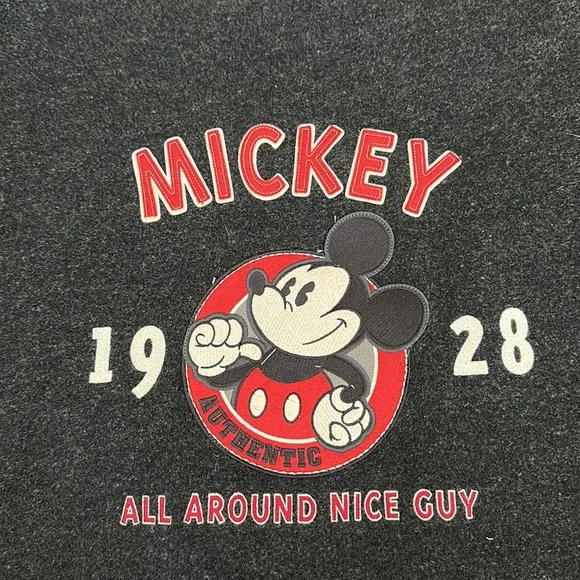 MICKEY
19 28
AUTHENTIC
ALL AROUND NICE GUY